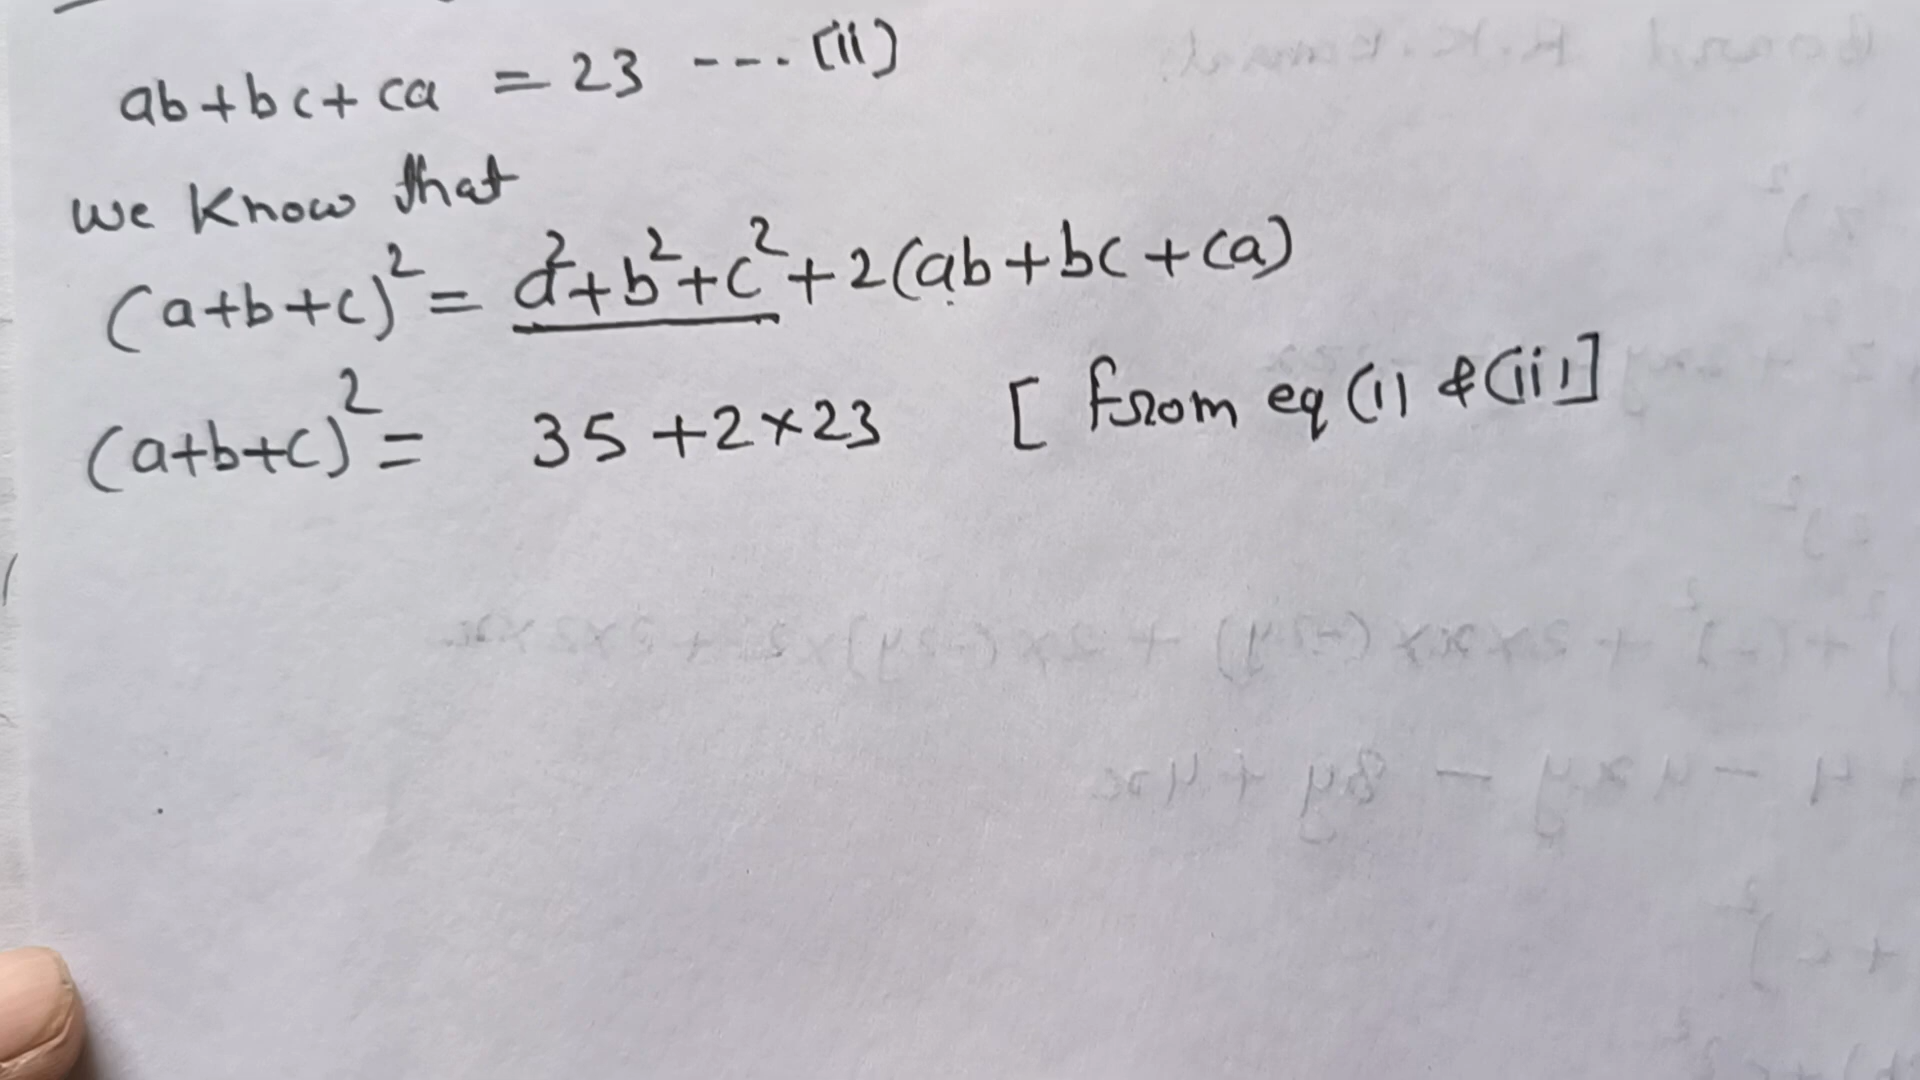 ab+bc+ca = 23 ---- (ii)
we know that
(a+b+c)² = a²+b²+c²+2(ab+bc+ca)
(a+b+c)² = 35+2×23 [from eq (i) & (ii)]